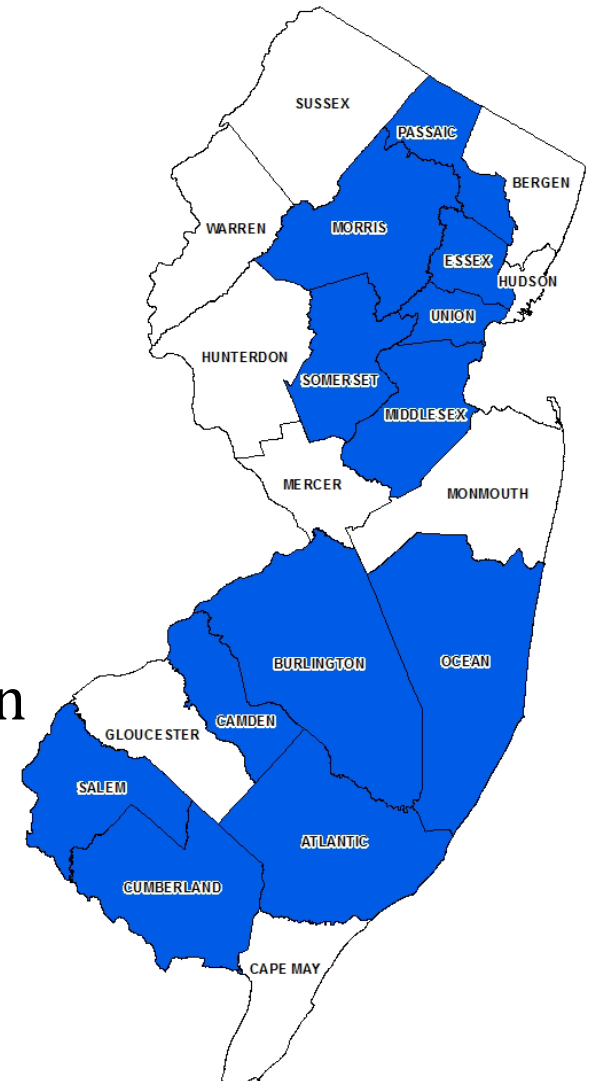 SUSSEX
PASSAIC
BERGEN
WARREN
MORRIS
ESSEX
HUDSON
UNION
HUNTERDON
SOMERSET
MIDDLESEX
MERCER
MONMOUTH
BURLINGTON
OCEAN
n
CAMDEN
GLOUCESTER
SALEM
ATLANTIC
CUMBERLAND
CAPE MAY